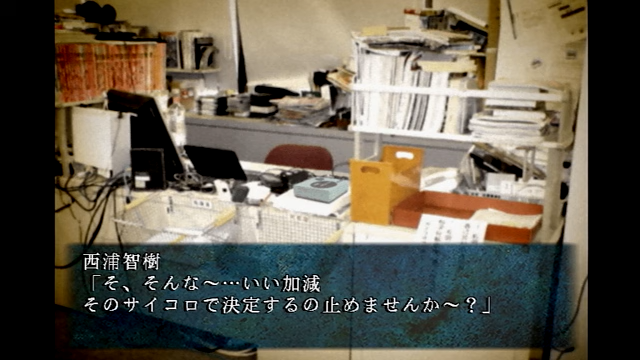 西浦智樹
「そ、そんな～…いい加減
そのサイコロで決定するの止めませんか～？」